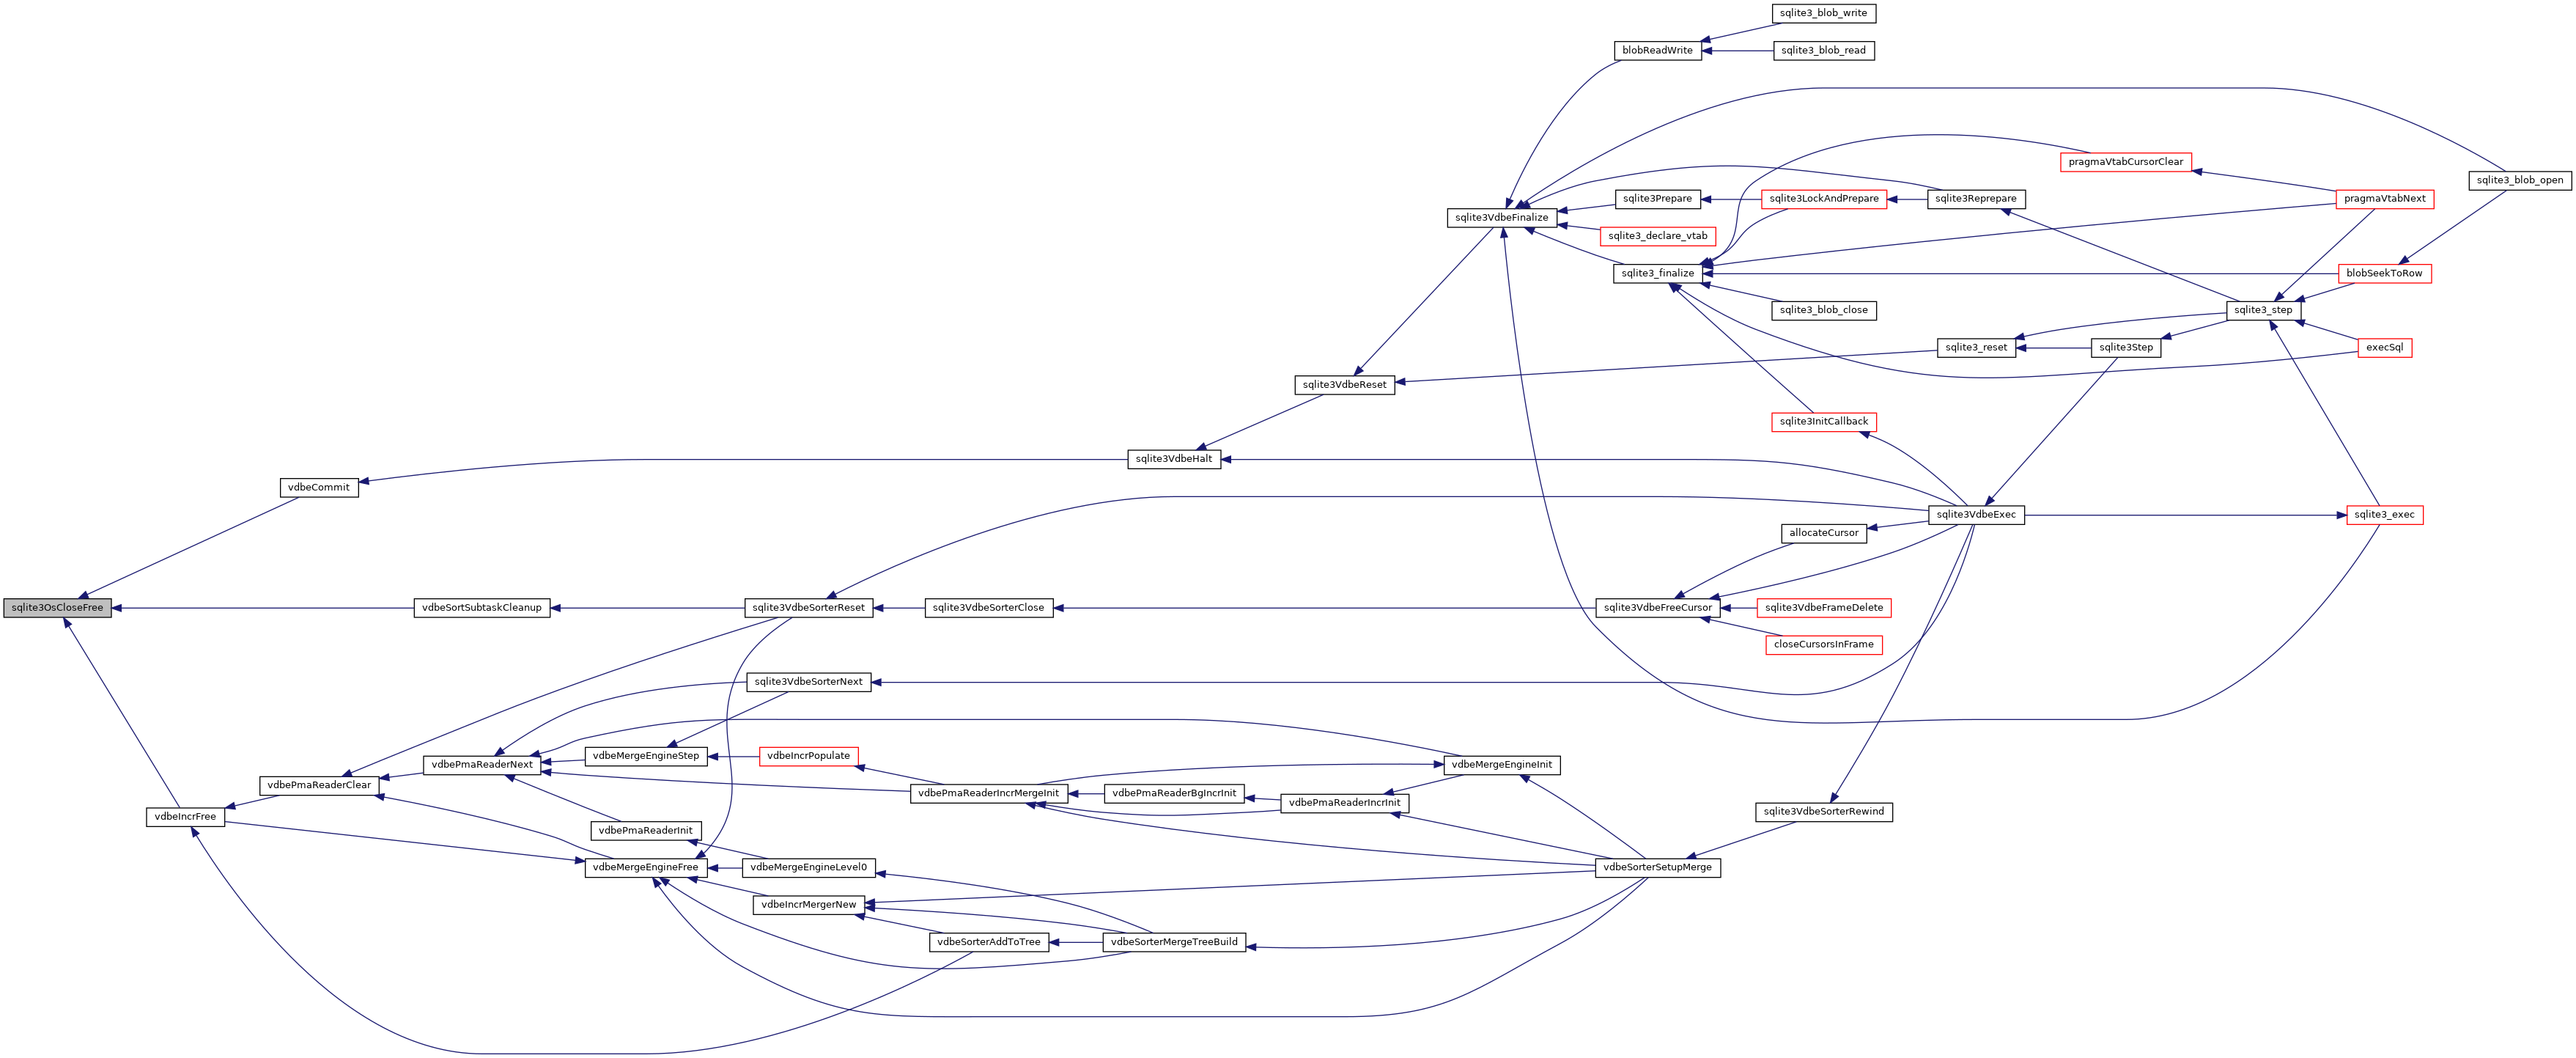 sqlite3_blob_write
blobReadWrite
sqlite3_blob_read
pragmaVtabCursorClear
sqlite3_blob_open
sqlite3Prepare
sqlite3LockAndPrepare
sqlite3Reprepare
pragmaVtabNext
sqlite3VdbeFinalize
sqlite3_declare_vtab
sqlite3_finalize
blobSeekToRow
sqlite3_blob_close
sqlite3_step
sqlite3_reset
sqlite3Step
execSql
sqlite3VdbeReset
sqlite3InitCallback
sqlite3VdbeHalt
vdbeCommit
sqlite3VdbeExec
sqlite3_exec
allocateCursor
sqlite3OsCloseFree
vdbeSortSubtaskCleanup
sqlite3VdbeSorterReset
sqlite3VdbeSorterClose
sqlite3VdbeFreeCursor
sqlite3VdbeFrameDelete
closeCursorsInFrame
sqlite3VdbeSorterNext
vdbeMergeEngineStep
vdbeIncrPopulate
vdbePmaReaderNext
vdbeMergeEngineInit
vdbePmaReaderClear
vdbePmaReaderIncrMergeInit
vdbePmaReaderBgIncrInit
vdbePmaReaderIncrInit
sqlite3VdbeSorterRewind
vdbeIncrFree
vdbePmaReaderInit
vdbeMergeEngineFree
vdbeMergeEngineLevel0
vdbeSorterSetupMerge
vdbeIncrMergerNew
vdbeSorterAddToTree
vdbeSorterMergeTreeBuild